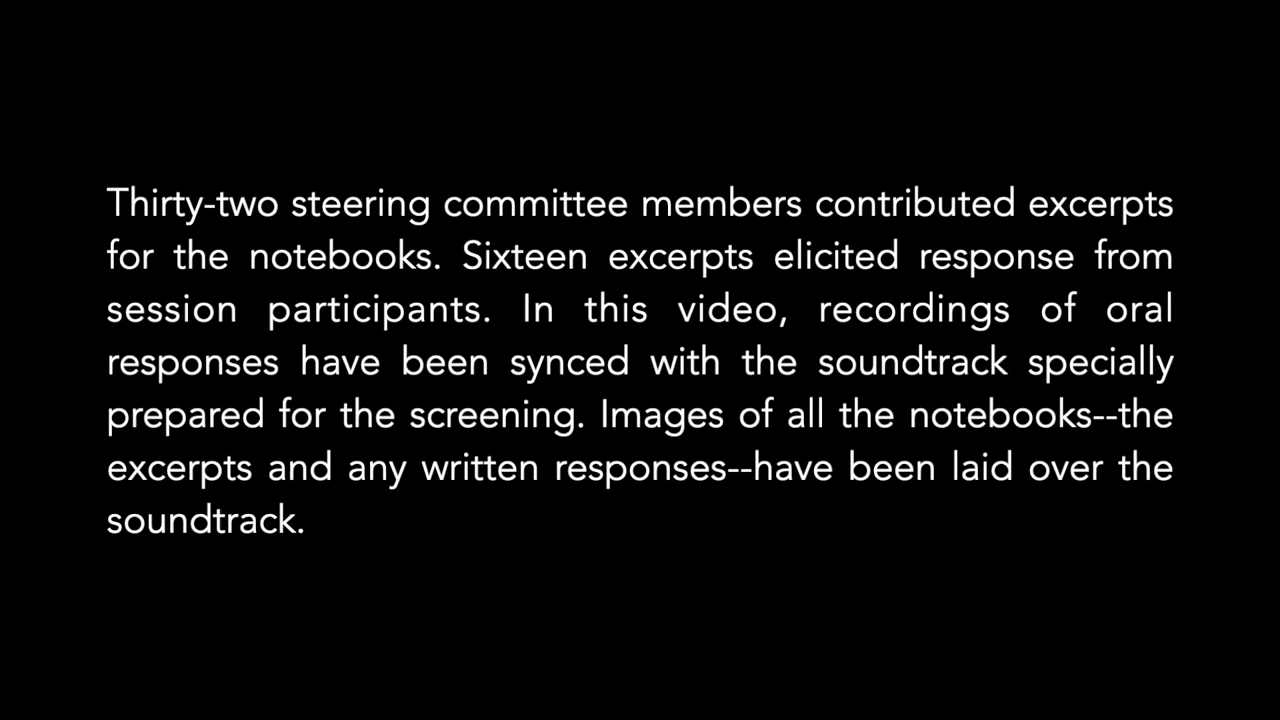 Thirty-two steering committee members contributed excerpts
for the notebooks. Sixteen excerpts elicited response from
session participants. In this video, recordings of oral
responses have been synced with the soundtrack specially
prepared for the screening. Images of all the notebooks--the
excerpts and any written responses--have been laid over the
soundtrack.